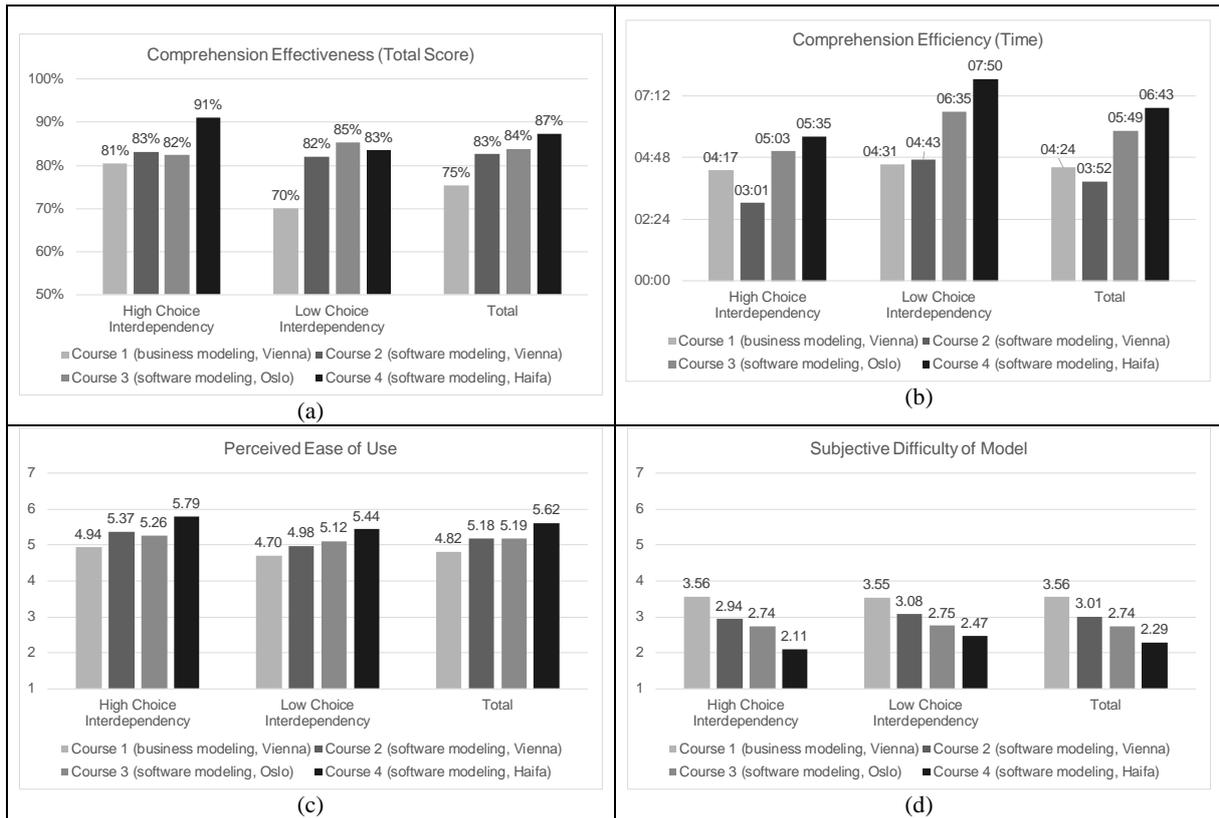 Comprehension Effectiveness (Total Score)
100%
90%
80%
70%
60%
50%
81%
83%
82%
91%
70%
82%
85%
83%
75%
83%
84%
87%
High Choice
Interdependency
Low Choice
Interdependency
Total
Course 1 (business modeling, Vienna)
Course 2 (software modeling, Vienna)
Course 3 (software modeling, Oslo)
Course 4 (software modeling, Haifa)
(a)
Comprehension Efficiency (Time)
07:12
04:48
02:24
00:00
04:17
03:01
05:03
05:35
04:31
04:43
06:35
07:50
04:24
03:52
05:49
06:43
High Choice
Interdependency
Low Choice
Interdependency
Total
Course 1 (business modeling, Vienna)
Course 2 (software modeling, Vienna)
Course 3 (software modeling, Oslo)
Course 4 (software modeling, Haifa)
(b)
Perceived Ease of Use
7
6
5
4
3
2
1
4.94
5.37
5.26
5.79
4.70
4.98
5.12
5.44
4.82
5.18
5.19
5.62
High Choice
Interdependency
Low Choice
Interdependency
Total
Course 1 (business modeling, Vienna)
Course 2 (software modeling, Vienna)
Course 3 (software modeling, Oslo)
Course 4 (software modeling, Haifa)
(c)
Subjective Difficulty of Model
7
6
5
4
3
2
1
3.56
2.94
2.74
2.11
3.55
3.08
2.75
2.47
3.56
3.01
2.74
2.29
High Choice
Interdependency
Low Choice
Interdependency
Total
Course 1 (business modeling, Vienna)
Course 2 (software modeling, Vienna)
Course 3 (software modeling, Oslo)
Course 4 (software modeling, Haifa)
(d)